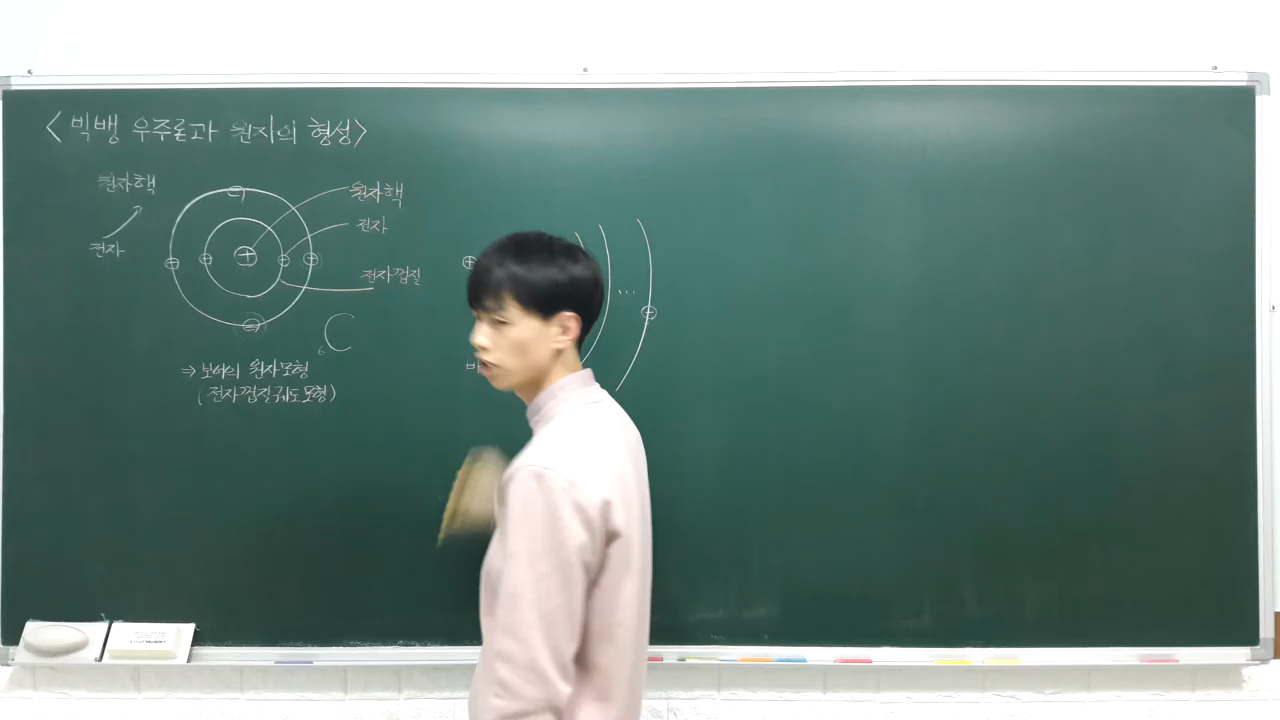 <빅뱅 우주론과 원자의 형성>
원자핵
전자
원자핵
전자
전자껍질
₆C
⇒ 보어의 원자모형
(전자껍질궤도모형)